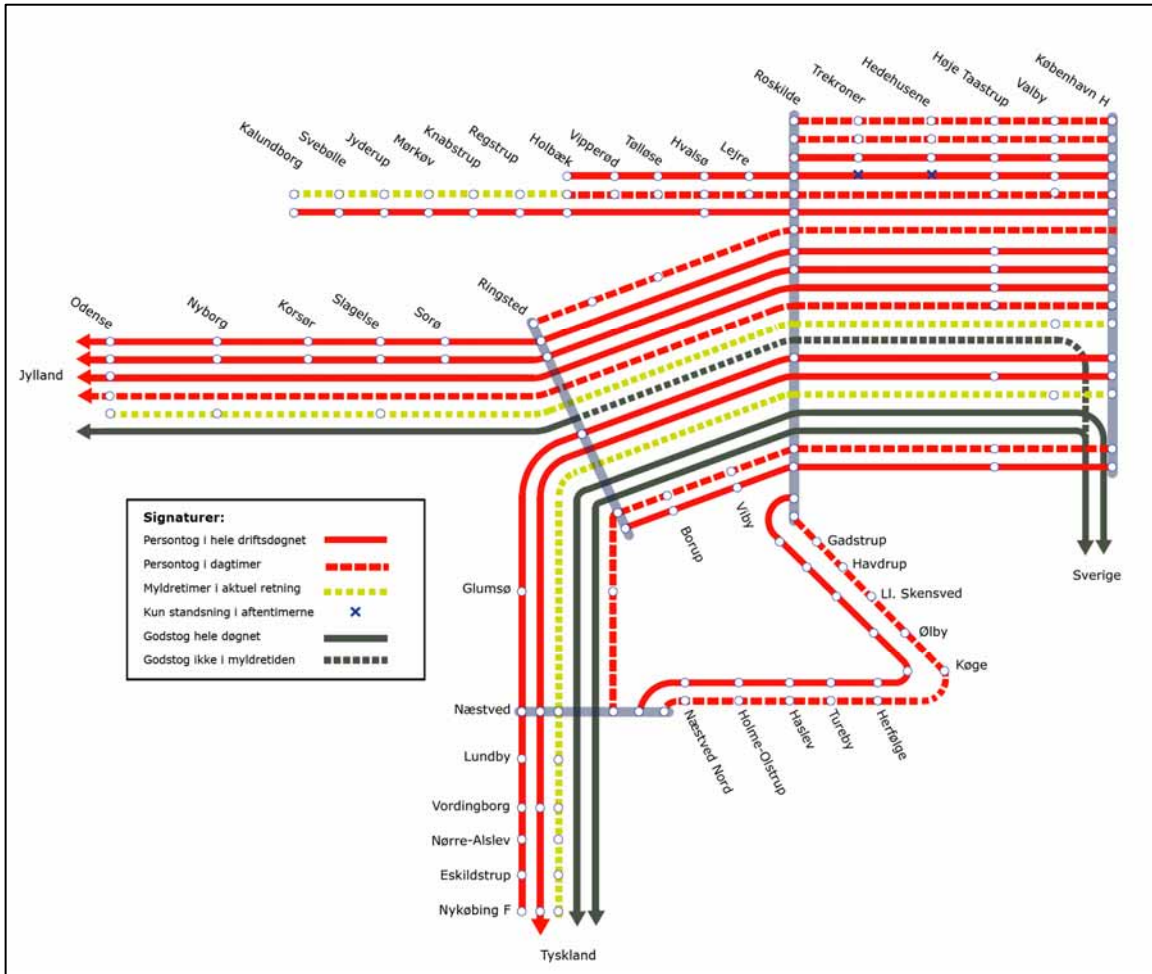 Roskilde
Trekroner
Hedehusene
Høje Taastrup
Valby
København H
Kalundborg
Svebølle
Jyderup
Mørkøv
Knabstrup
Regstrup
Holbæk
Vipperød
Tølløse
Hvalsø
Lejre
Odense
Nyborg
Korsør
Slagelse
Sorø
Ringsted
Jylland
Signaturer:
Persontog i hele driftsdøgnet
Persontog i dagtimer
Myldretimer i aktuel retning
Kun standsning i aftentimerne
Godstog hele døgnet
Godstog ikke i myldretiden
Borup
Viby
Gadstrup
Havdrup
Ll. Skensved
Ølby
Køge
Sverige
Glumsø
Næstved
Næstved Nord
Holme-Olstrup
Haslev
Tureby
Herfølge
Lundby
Vordingborg
Nørre-Alslev
Eskildstrup
Nykøbing F
Tyskland